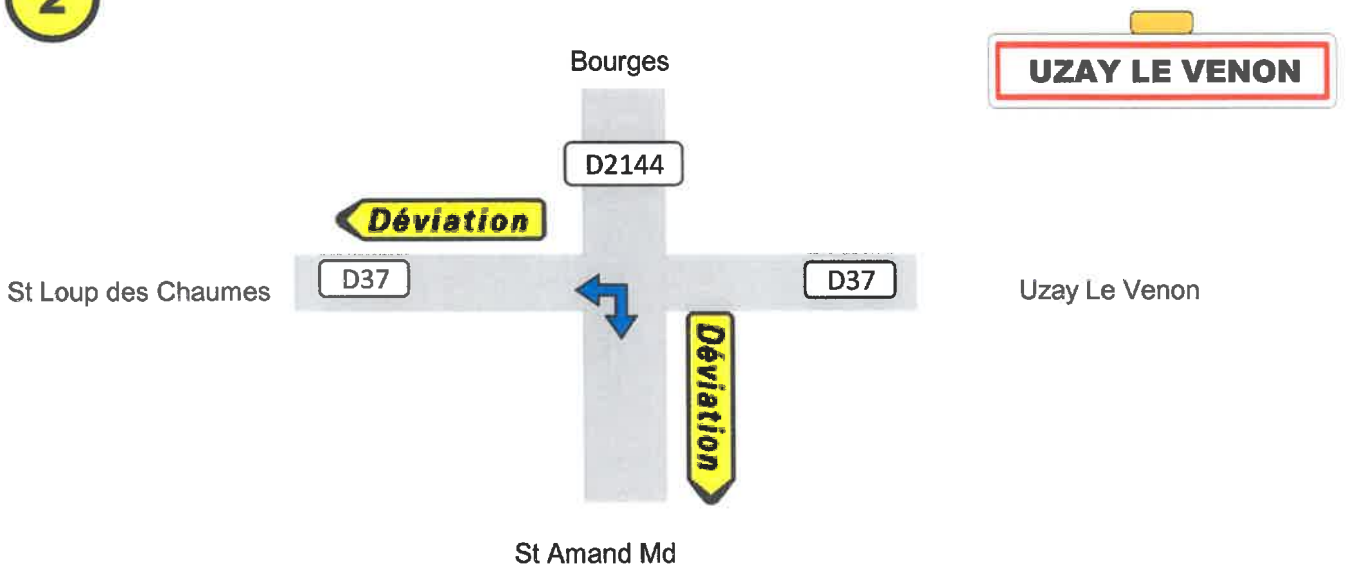 2
UZAY LE VENON
Bourges
D2144
Déviation
St Loup des Chaumes
D37
D37
Uzay Le Venon
Déviation
St Amand Md